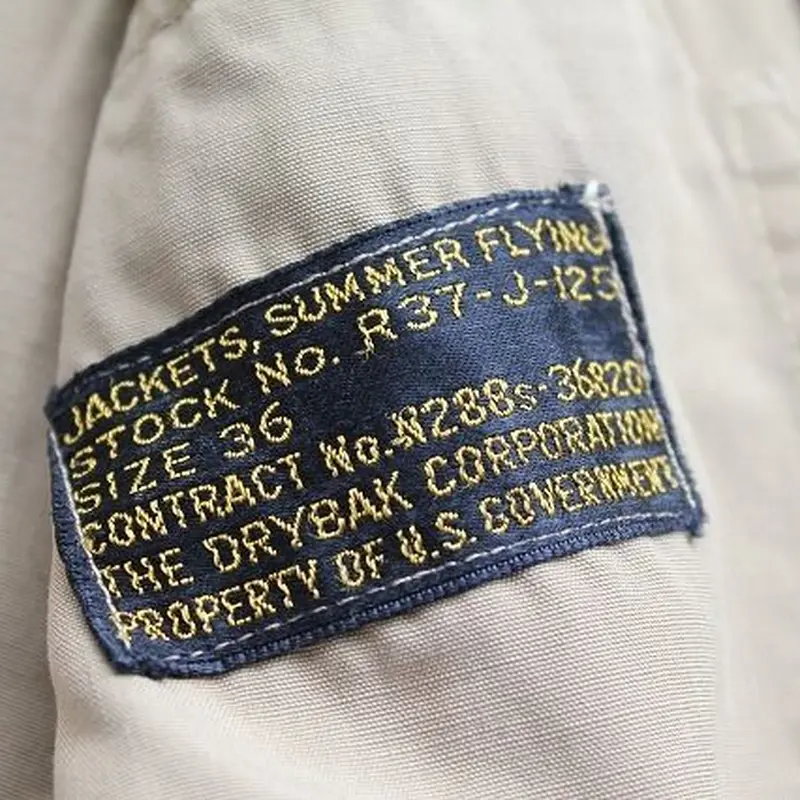 JACKETS, SUMMER FLYING
STOCK NO. R37-J-125
SIZE 36
CONTRACT No. N288s-36820
THE DRYBAK CORPORATION
PROPERTY OF U.S. GOVERNMENT